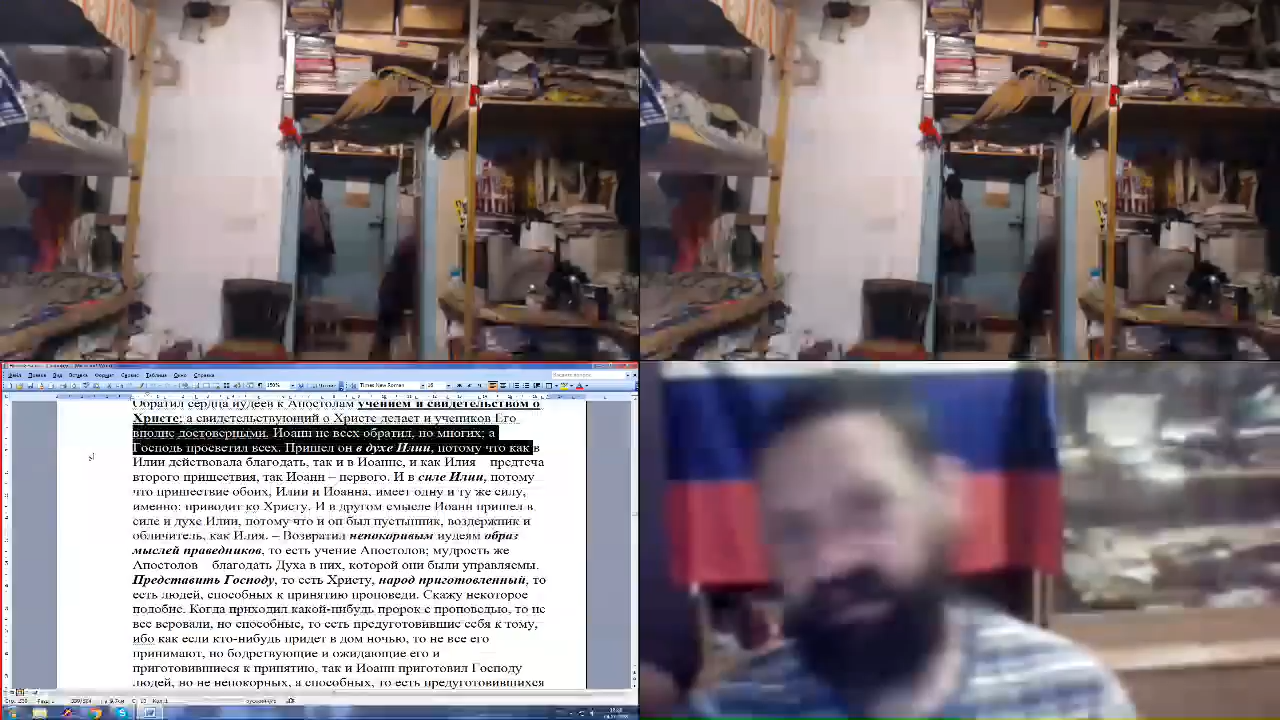 Обратил сердца иудеев к Апостолам учением и свидетельством о
Христе; а свидетельствующий о Христе делает и учеников Его
вполне достоверными. Иоанн не всех обратил, но многих; а
Господь просветил всех. Пришел он в духе Илии, потому что как в
Илии действовала благодать, так и в Иоанне, и как Илия предтеча
второго пришествия, так Иоанн – первого. И в силе Илии, потому
что пришествие обоих, Илии и Иоанна, имеет одну и ту же силу,
именно: приводит ко Христу. И в другом смысле Иоанн пришел в
силе и духе Илии, потому что и он был пустынник, воздержник и
обличитель, как Илия. – Возвратил непокоривым иудеям образ
мыслей праведников, то есть учение Апостолов; мудрость же
Апостолов благодать Духа в них, которой они были управляемы.
Представить Господу, то есть Христу, народ приготовленный, то
есть людей, способных к принятию проповеди. Скажу некоторое
подобие. Когда приходил какой-нибудь пророк с проповедью, то не
все веровали, но способные, то есть предуготовившие себя к тому,
ибо как если кто-нибудь придет в дом ночью, то не все его
принимают, но бодрствующие и ожидающие его и
приготовившиеся к принятию, так и Иоанн приготовил Господу
людей, но не непокорных, а способных, то есть предуготовившихся